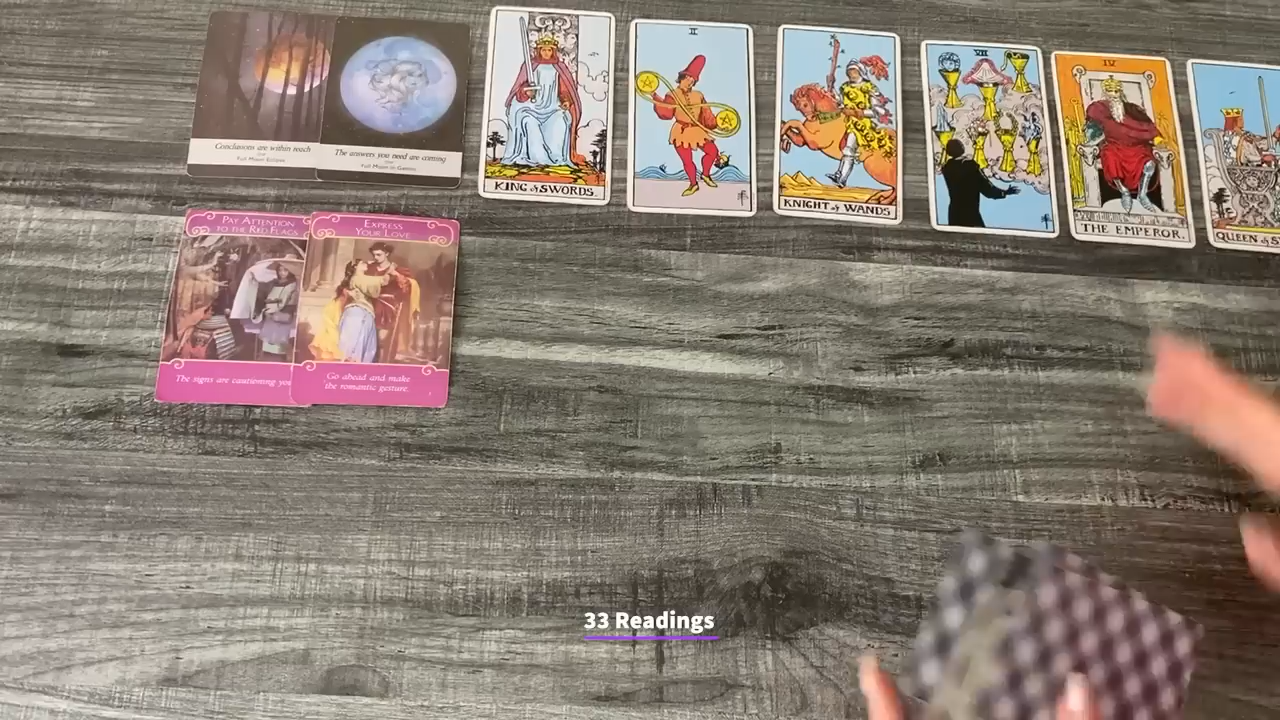 Conclusions are within reach
Full Moon Eclipse
The answers you need are coming
Full Moon in Gemini
KING of SWORDS.
II
KNIGHT of WANDS.
VII
IV
THE EMPEROR.
QUEEN of S
PAY ATTENTION
TO THE RED FLAGS
The signs are cautioning you
EXPRESS
YOUR LOVE
Go ahead and make
the romantic gesture.
33 Readings